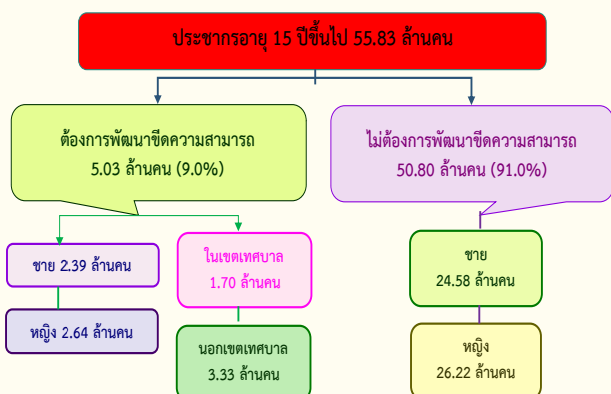 ประชากรอายุ 15 ปีขึ้นไป 55.83 ล้านคน
ต้องการพัฒนาขีดความสามารถ
5.03 ล้านคน (9.0%)
ไม่ต้องการพัฒนาขีดความสามารถ
50.80 ล้านคน (91.0%)
ชาย 2.39 ล้านคน
หญิง 2.64 ล้านคน
ในเขตเทศบาล
1.70 ล้านคน
นอกเขตเทศบาล
3.33 ล้านคน
ชาย
24.58 ล้านคน
หญิง
26.22 ล้านคน